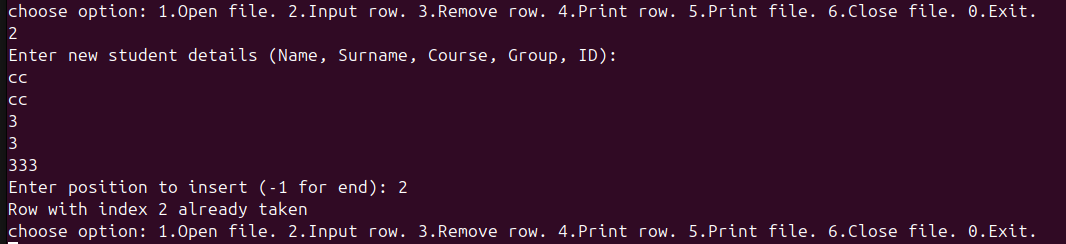 choose option: 1.Open file. 2.Input row. 3.Remove row. 4.Print row. 5.Print file. 6.Close file. 0.Exit.
2
Enter new student details (Name, Surname, Course, Group, ID):
cc
cc
3
3
333
Enter position to insert (-1 for end): 2
Row with index 2 already taken
choose option: 1.Open file. 2.Input row. 3.Remove row. 4.Print row. 5.Print file. 6.Close file. 0.Exit.